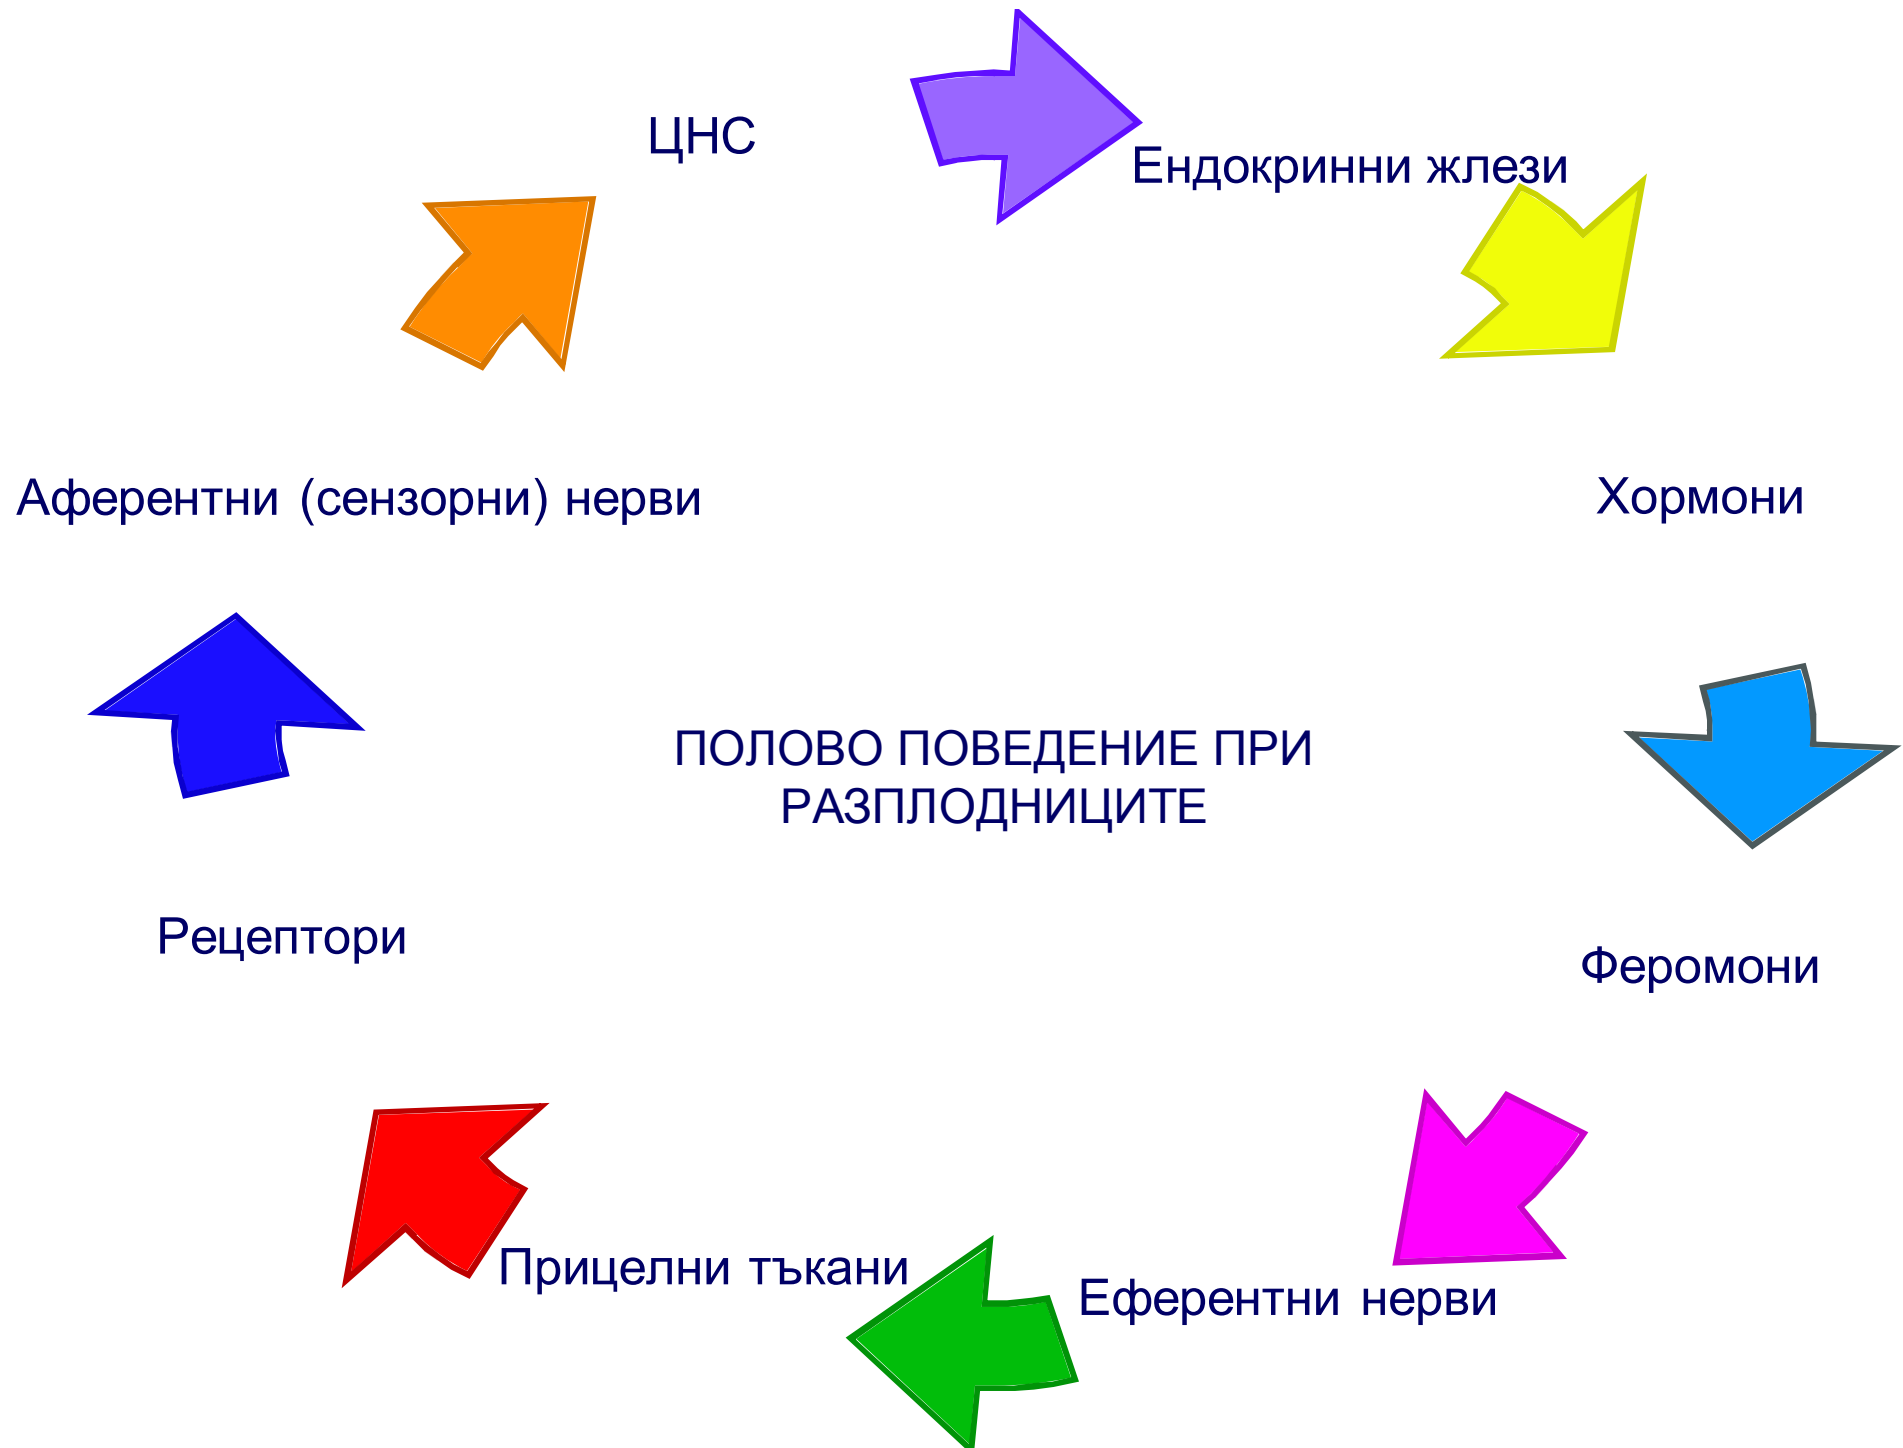 ЦНС
Ендокринни жлези
Аферентни (сензорни) нерви
Хормони
ПОЛОВО ПОВЕДЕНИЕ ПРИ
РАЗПЛОДНИЦИТЕ
Рецептори
Феромони
Прицелни тъкани
Еферентни нерви